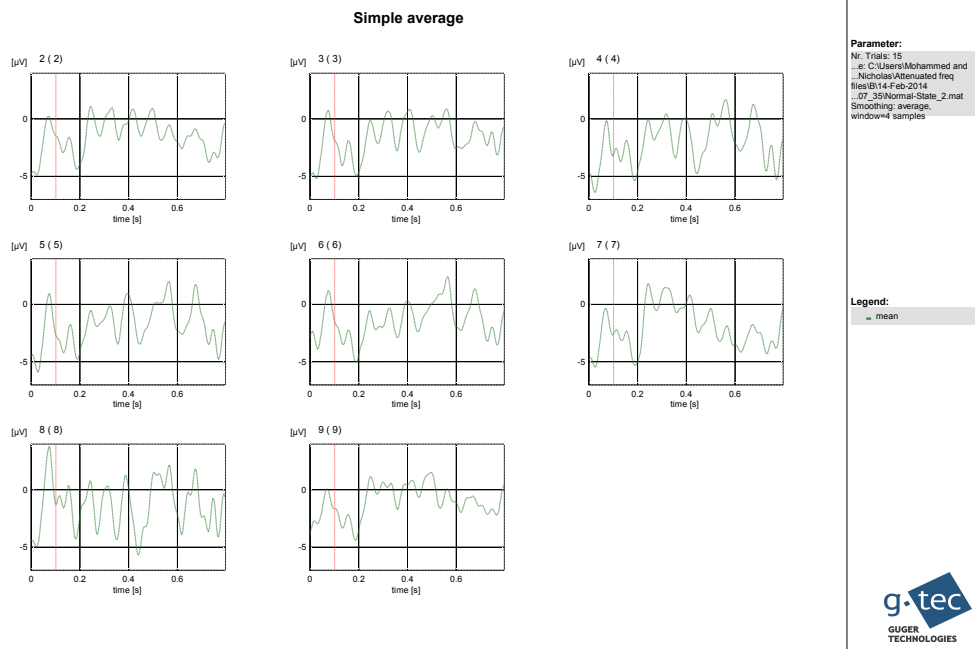 Simple average
[µV] 2 ( 2)
0
-5
0 0.2 0.4 0.6
time [s]
[µV] 3 ( 3)
0
-5
0 0.2 0.4 0.6
time [s]
[µV] 4 ( 4)
0
-5
0 0.2 0.4 0.6
time [s]
[µV] 5 ( 5)
0
-5
0 0.2 0.4 0.6
time [s]
[µV] 6 ( 6)
0
-5
0 0.2 0.4 0.6
time [s]
[µV] 7 ( 7)
0
-5
0 0.2 0.4 0.6
time [s]
[µV] 8 ( 8)
0
-5
0 0.2 0.4 0.6
time [s]
[µV] 9 ( 9)
0
-5
0 0.2 0.4 0.6
time [s]
Parameter:
Nr. Trials: 15
...e: C:\Users\Mohammed and
...Nicholas\Attenuated freq
files\B\14-Feb-2014
...07_35\Normal-State_2.mat
Smoothing: average,
window=4 samples
Legend:
mean
g.tec
GUGER
TECHNOLOGIES